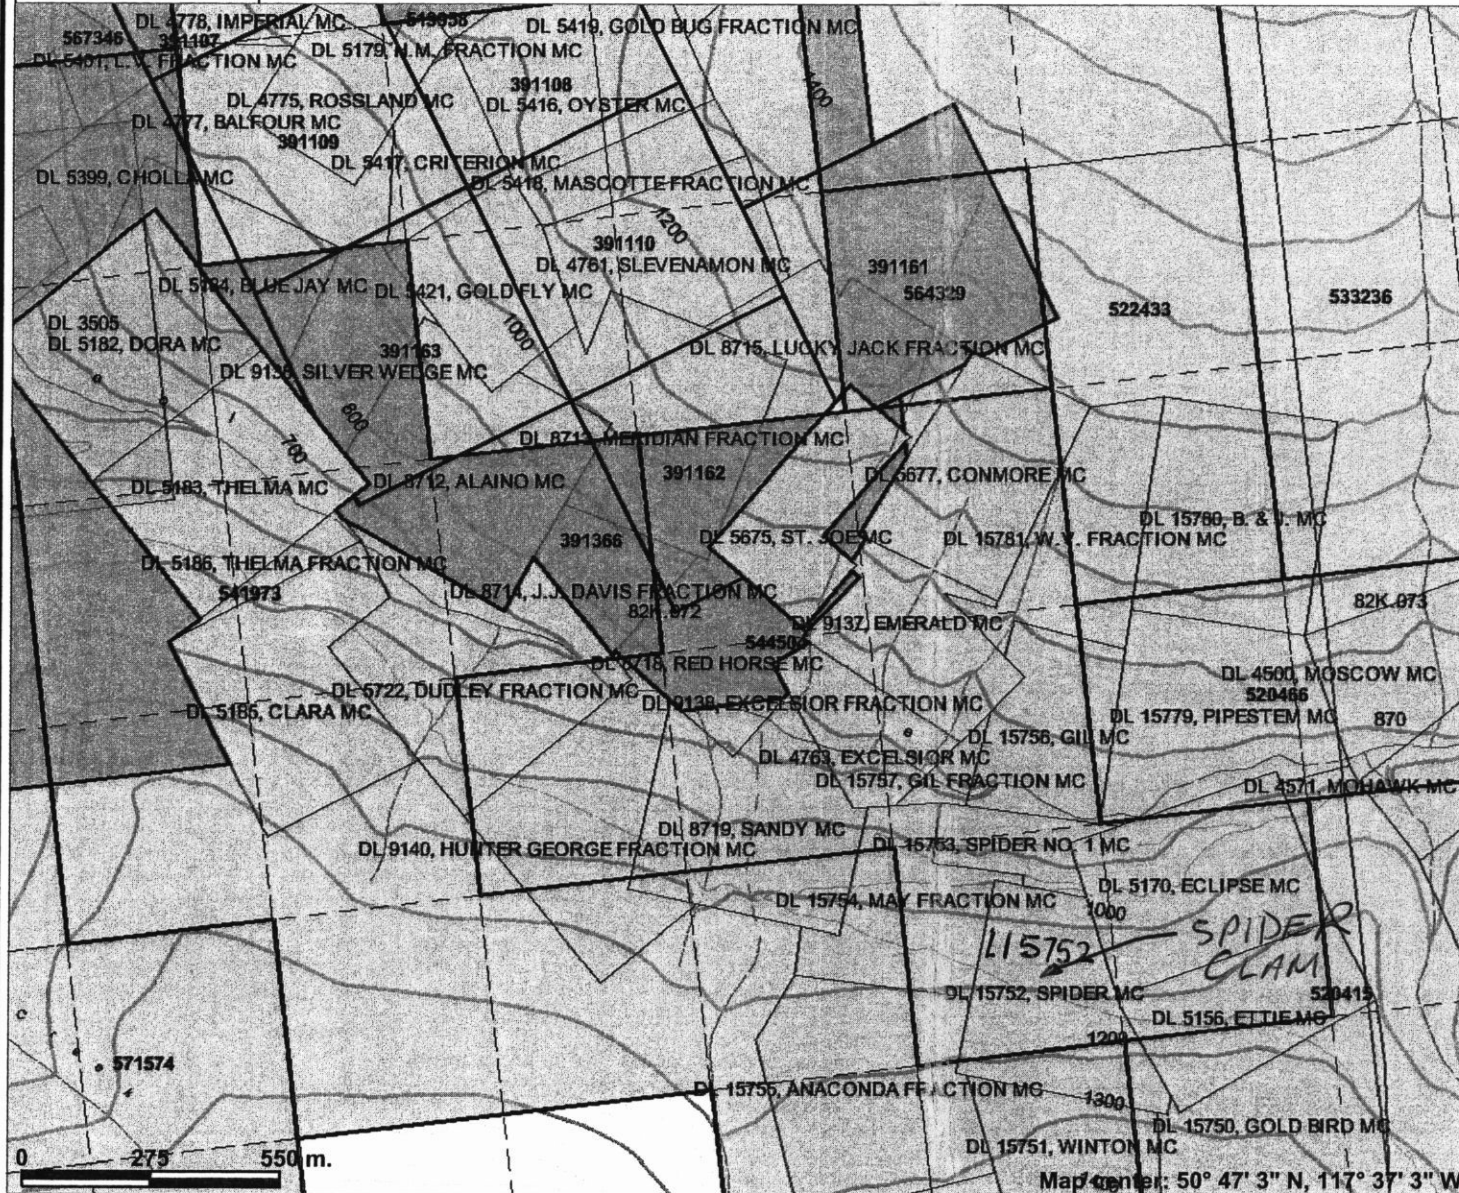 DL 4778, IMPERIAL MC
DL 5419, GOLD BUG FRACTION MC
567346
391107
DL 5179, N.M. FRACTION MC
DL 5401, L.V. FRACTION MC
391108
1400
DL 4775, ROSSLAND MC
DL 5416, OYSTER MC
DL 4777, BALFOUR MC
391109
DL 5417, CRITERION MC
DL 5399, CHOLLA MC
DL 5418, MASCOTTE FRACTION MC
1200
391110
DL 4761, SLEVENAMON MC
391161
DL 5184, BLUE JAY MC
DL 5421, GOLD FLY MC
564329
533236
522433
DL 3505
1000
DL 5182, DORA MC
391163
DL 8715, LUCKY JACK FRACTION MC
DL 9139, SILVER WEDGE MC
800
700
DL 8713, MERIDIAN FRACTION MC
391162
DL 5677, CONMORE MC
DL 5183, THELMA MC
DL 8712, ALAINO MC
DL 15760, B. & J. MC
391366
DL 5675, ST. JOE MC
DL 15781, W.V. FRACTION MC
DL 5186, THELMA FRACTION MC
541973
DL 8714, J.J. DAVIS FRACTION MC
82K.072
82K.073
DL 9137, EMERALD MC
DL 8718, RED HORSE MC
DL 4500, MOSCOW MC
DL 5722, DUDLEY FRACTION MC
520466
DL 5185, CLARA MC
DL 9138, EXCELSIOR FRACTION MC
DL 15779, PIPESTEM MC
870
DL 15756, GIL MC
DL 4763, EXCELSIOR MC
DL 15757, GIL FRACTION MC
DL 4571, MOHAWK MC
DL 8719, SANDY MC
DL 9140, HUNTER GEORGE FRACTION MC
DL 15753, SPIDER NO. 1 MC
DL 5170, ECLIPSE MC
DL 15754, MAY FRACTION MC
1000
SPIDER
L15752
CLAM
DL 15752, SPIDER MC
520415
DL 5156, ETTIE MC
1200
571574
DL 15755, ANACONDA FRACTION MC
1300
DL 15750, GOLD BIRD MC
DL 15751, WINTON MC
0 275 550 m.
Map center: 50° 47' 3" N, 117° 37' 3" W